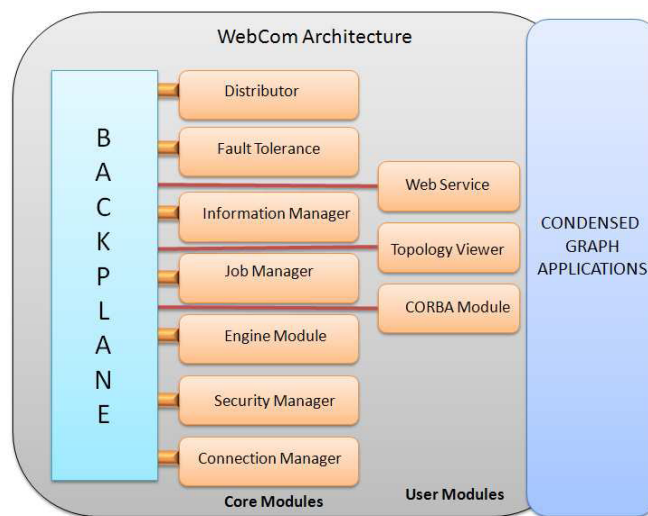 WebCom Architecture
BACKPLANE
Distributor
Fault Tolerance
Information Manager
Job Manager
Engine Module
Security Manager
Connection Manager
Core Modules
Web Service
Topology Viewer
CORBA Module
User Modules
CONDENSED
GRAPH
APPLICATIONS